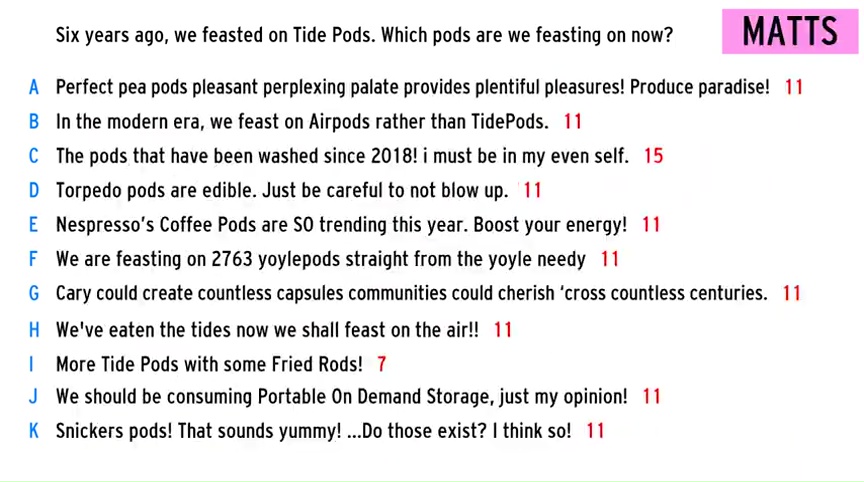 Six years ago, we feasted on Tide Pods. Which pods are we feasting on now?
MATTS
A Perfect pea pods pleasant perplexing palate provides plentiful pleasures! Produce paradise! 11
B In the modern era, we feast on Airpods rather than TidePods. 11
C The pods that have been washed since 2018! i must be in my even self. 15
D Torpedo pods are edible. Just be careful to not blow up. 11
E Nespresso's Coffee Pods are SO trending this year. Boost your energy! 11
F We are feasting on 2763 yoylepods straight from the yoyle needy 11
G Cary could create countless capsules communities could cherish ‘cross countless centuries. 11
H We've eaten the tides now we shall feast on the air!! 11
I More Tide Pods with some Fried Rods! 7
J We should be consuming Portable On Demand Storage, just my opinion! 11
K Snickers pods! That sounds yummy! ...Do those exist? I think so! 11